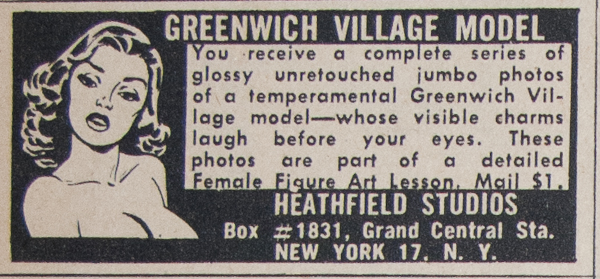 GREENWICH VILLAGE MODEL
You receive a complete series of
glossy unretouched jumbo photos
of a temperamental Greenwich Vil-
lage model—whose visible charms
laugh before your eyes. These
photos are part of a detailed
Female Figure Art Lesson. Mail $1.
HEATHFIELD STUDIOS
Box #1831, Grand Central Sta.
NEW YORK 17, N. Y.